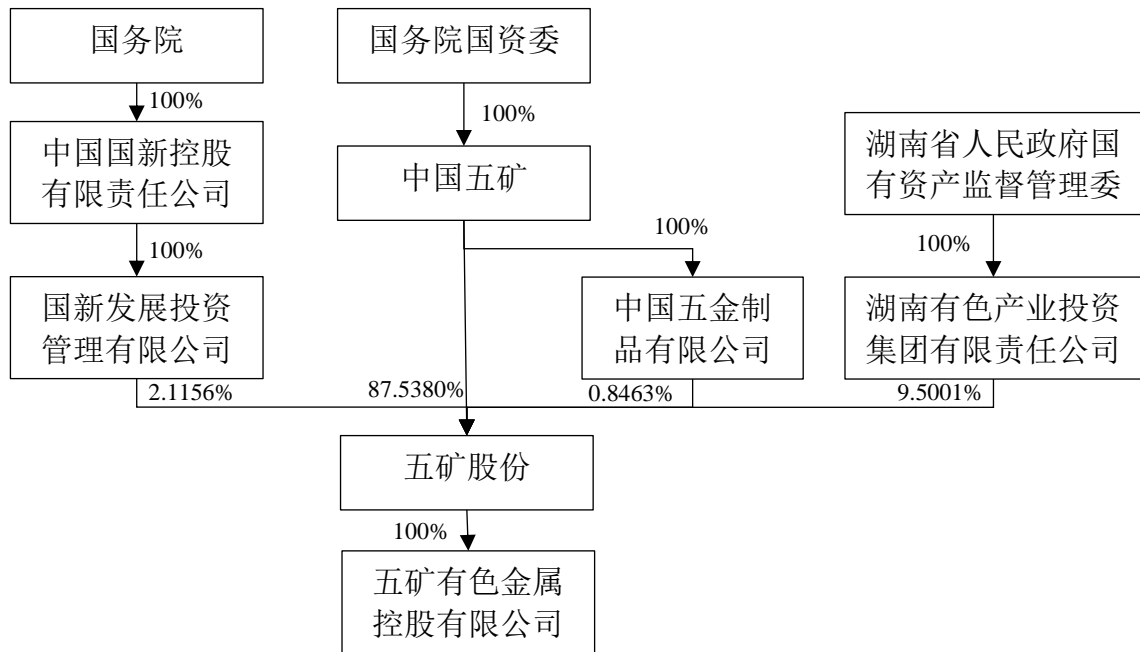 国务院
国务院国资委
100%
100%
中国国新控股
有限责任公司
中国五矿
湖南省人民政府国
有资产监督管理委
100%
100%
100%
国新发展投资
管理有限公司
中国五金制
品有限公司
湖南有色产业投资
集团有限责任公司
2.1156%
87.5380%
0.8463%
9.5001%
五矿股份
100%
五矿有色金属
控股有限公司